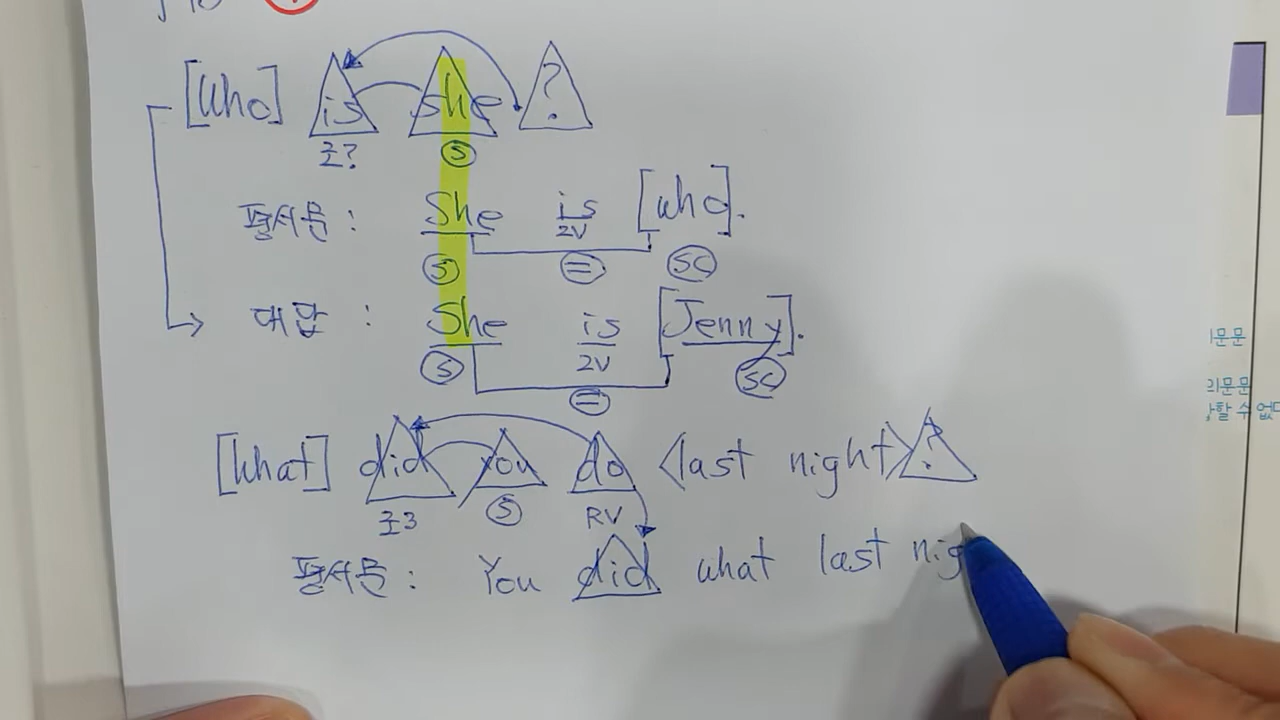 [Who] is she ?
조? S
평서문 : She is [who].
S 2V = SC
대답 : She is [Jenny].
S 2V = SC
[What] did you do <last night> ?
조3 S RV
평서문 : You did what last nig
의문문
의문문
할 수 없다